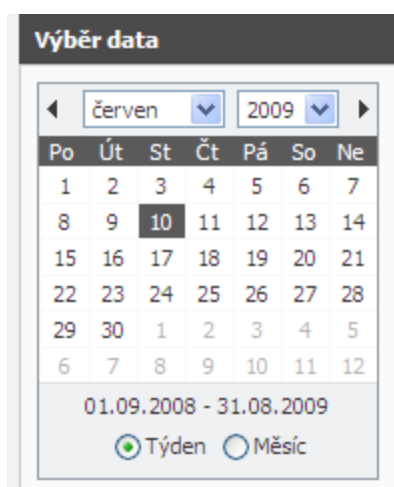 Výběr data
červen 2009
Po Út St Čt Pá So Ne
1 2 3 4 5 6 7
8 9 10 11 12 13 14
15 16 17 18 19 20 21
22 23 24 25 26 27 28
29 30 1 2 3 4 5
6 7 8 9 10 11 12
01.09.2008 - 31.08.2009
Týden Měsíc